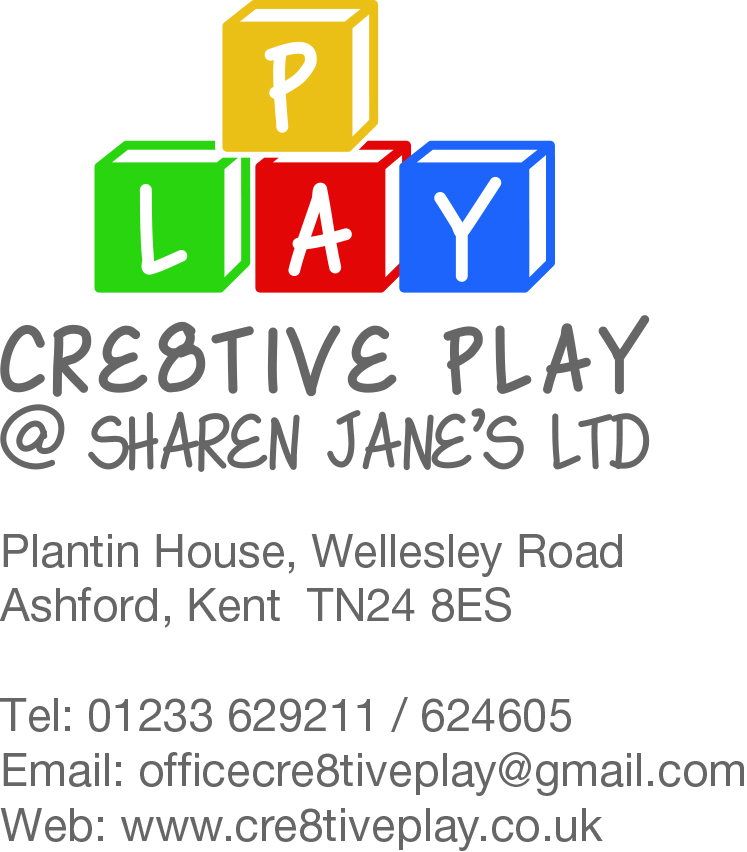 P
L A Y
CRE8TIVE PLAY
@ SHAREN JANE'S LTD
Plantin House, Wellesley Road
Ashford, Kent  TN24 8ES
Tel: 01233 629211 / 624605
Email: officecre8tiveplay@gmail.com
Web: www.cre8tiveplay.co.uk